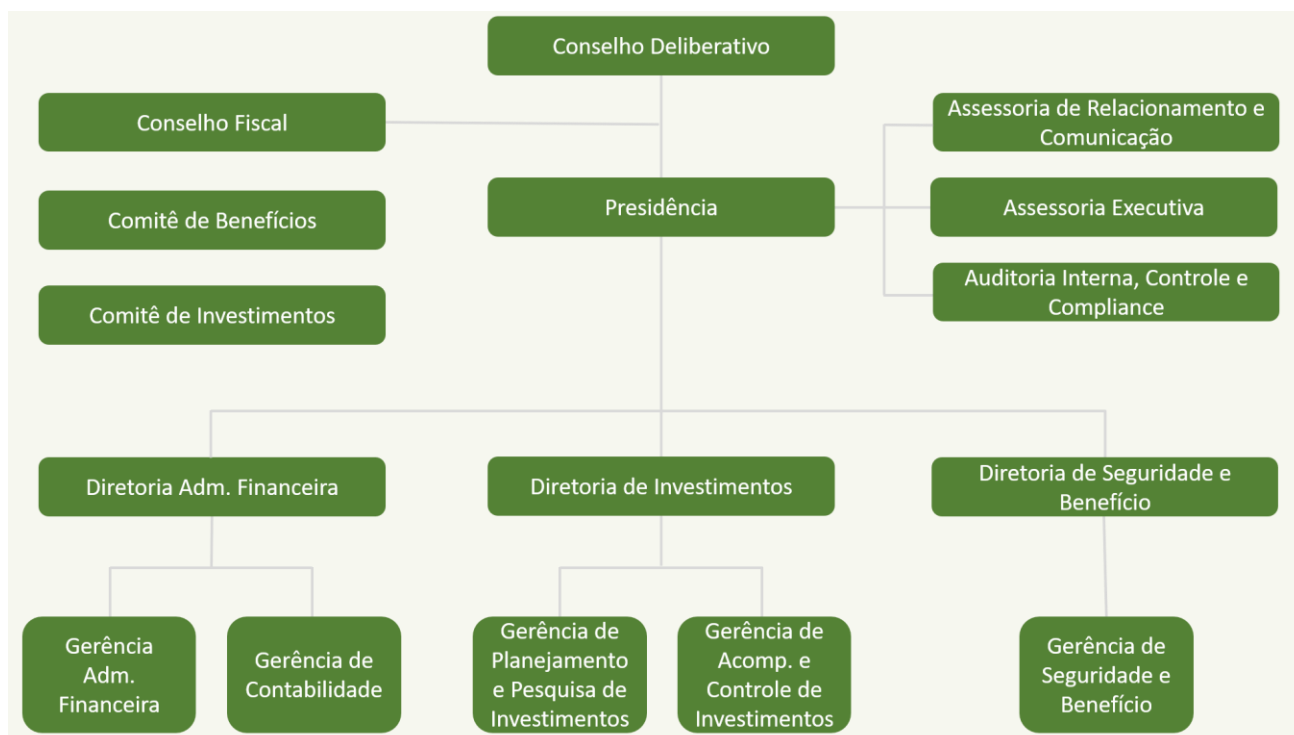 Conselho Deliberativo
Conselho Fiscal
Assessoria de Relacionamento e
Comunicação
Comitê de Benefícios
Presidência
Assessoria Executiva
Comitê de Investimentos
Auditoria Interna, Controle e
Compliance
Diretoria Adm. Financeira
Diretoria de Investimentos
Diretoria de Seguridade e
Benefício
Gerência
Adm.
Financeira
Gerência de
Contabilidade
Gerência de
Planejamento
e Pesquisa de
Investimentos
Gerência de
Acomp. e
Controle de
Investimentos
Gerência de
Seguridade e
Benefício